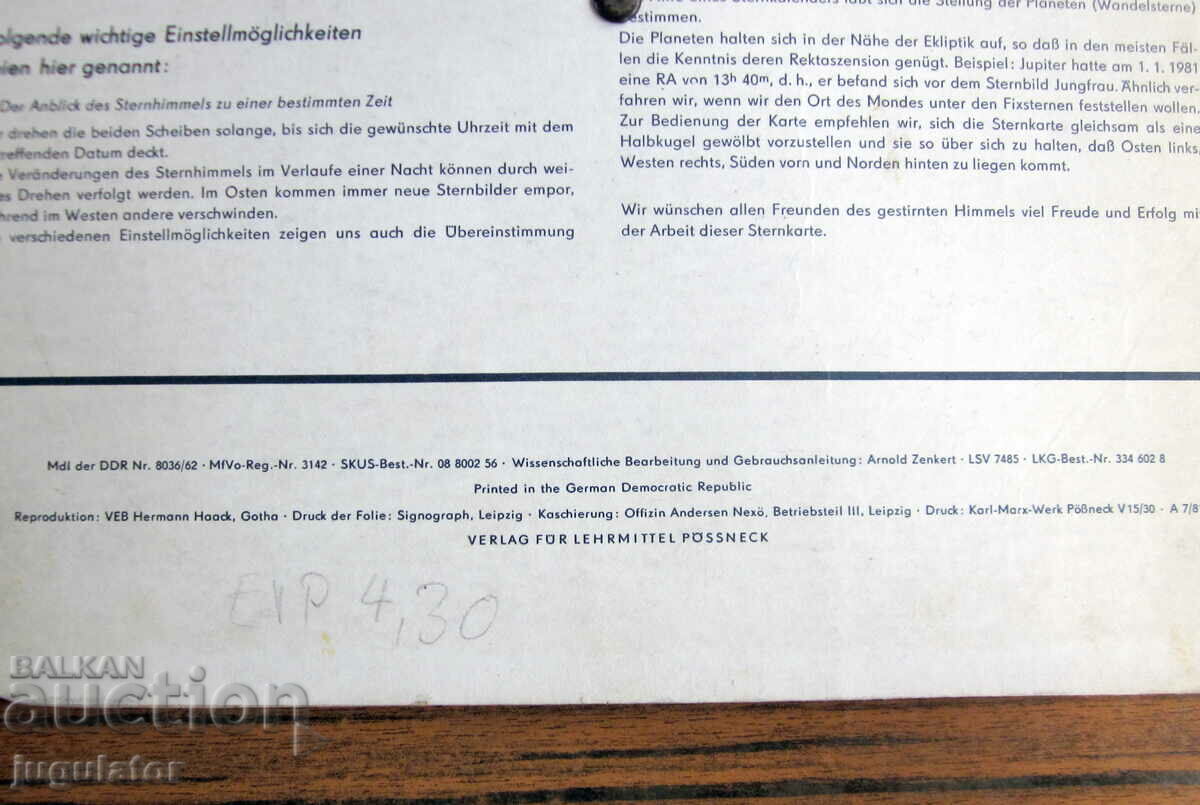 olgende wichtige Einstellmöglichkeiten
ien hier genannt:
Der Anblick des Sternhimmels zu einer bestimmten Zeit
drehen die beiden Scheiben solange, bis sich die gewünschte Uhrzeit mit dem
reffenden Datum deckt.
Veränderungen des Sternhimmels im Verlaufe einer Nacht können durch wei-
es Drehen verfolgt werden. Im Osten kommen immer neue Sternbilder empor,
hrend im Westen andere verschwinden.
verschiedenen Einstellmöglichkeiten zeigen uns auch die Übereinstimmung
eines Sternkalenders läßt sich die Stellung der Planeten (Wandelsterne)
estimmen.
Die Planeten halten sich in der Nähe der Ekliptik auf, so daß in den meisten Fäl-
len die Kenntnis deren Rektaszension genügt. Beispiel: Jupiter hatte am 1. 1. 1981
eine RA von 13ʰ 40ᵐ, d. h., er befand sich vor dem Sternbild Jungfrau. Ähnlich ver-
fahren wir, wenn wir den Ort des Mondes unter den Fixsternen feststellen wollen.
Zur Bedienung der Karte empfehlen wir, sich die Sternkarte gleichsam als eine
Halbkugel gewölbt vorzustellen und sie so über sich zu halten, daß Osten links,
Westen rechts, Süden vorn und Norden hinten zu liegen kommt.
Wir wünschen allen Freunden des gestirnten Himmels viel Freude und Erfolg mi
der Arbeit dieser Sternkarte.
MdI der DDR Nr. 8036/62 · MfVo-Reg.-Nr. 3142 · SKUS-Best.-Nr. 08 8002 56 · Wissenschaftliche Bearbeitung und Gebrauchsanleitung: Arnold Zenkert · LSV 7485 · LKG-Best.-Nr. 334 602 8
Printed in the German Democratic Republic
Reproduktion: VEB Hermann Haack, Gotha · Druck der Folie: Signograph, Leipzig · Kaschierung: Offizin Andersen Nexö, Betriebsteil III, Leipzig · Druck: Karl-Marx-Werk Pößneck V 15/30 · A 7/8
VERLAG FÜR LEHRMITTEL PÖSSNECK
EVP 4,30
BALKAN
auction
jugulator